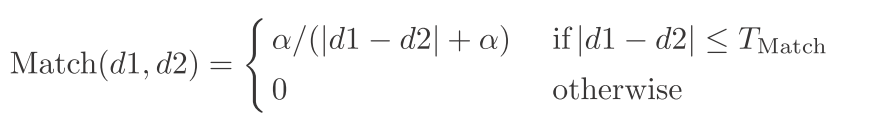 Match(d1, d2) = { α/(|d1 − d2| + α) if |d1 − d2| ≤ T_Match
0 otherwise